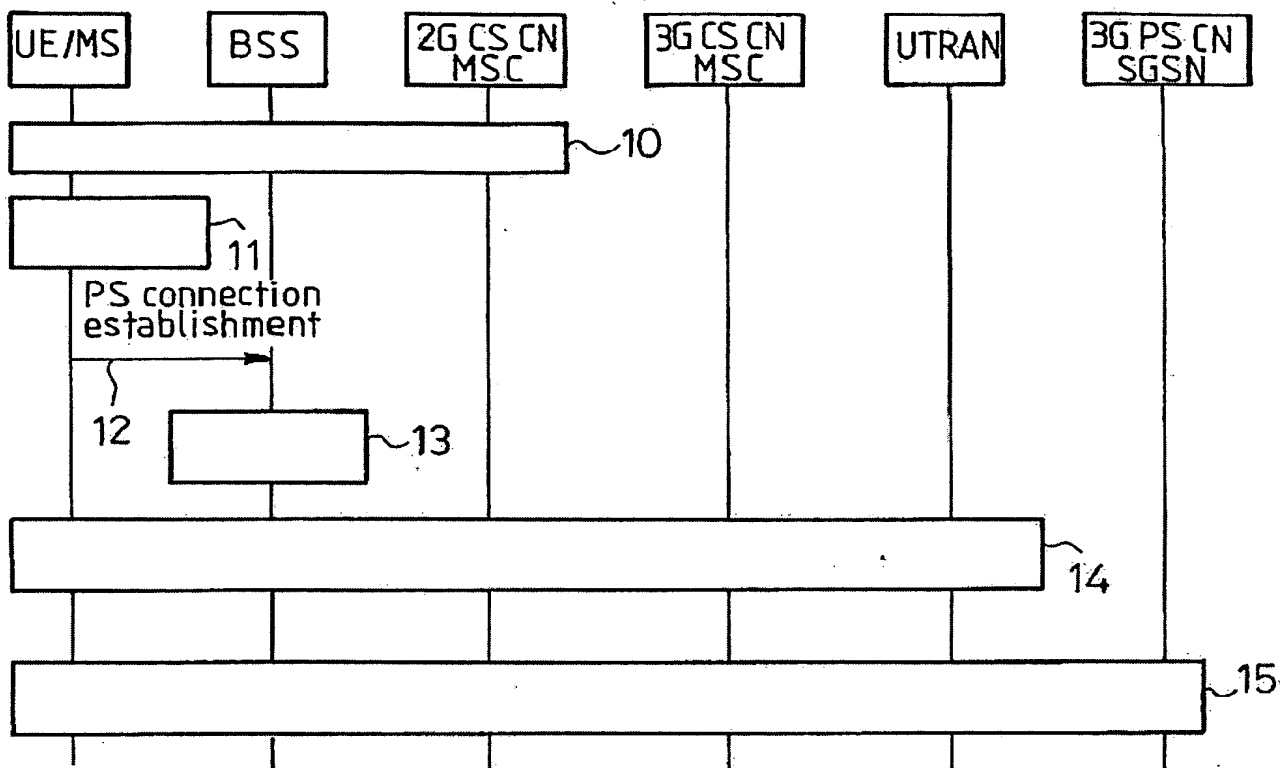 UE/MS
BSS
2G CS CN
MSC
3G CS CN
MSC
UTRAN
3G PS CN
SGSN
10
11
PS connection
establishment
12
13
14
15